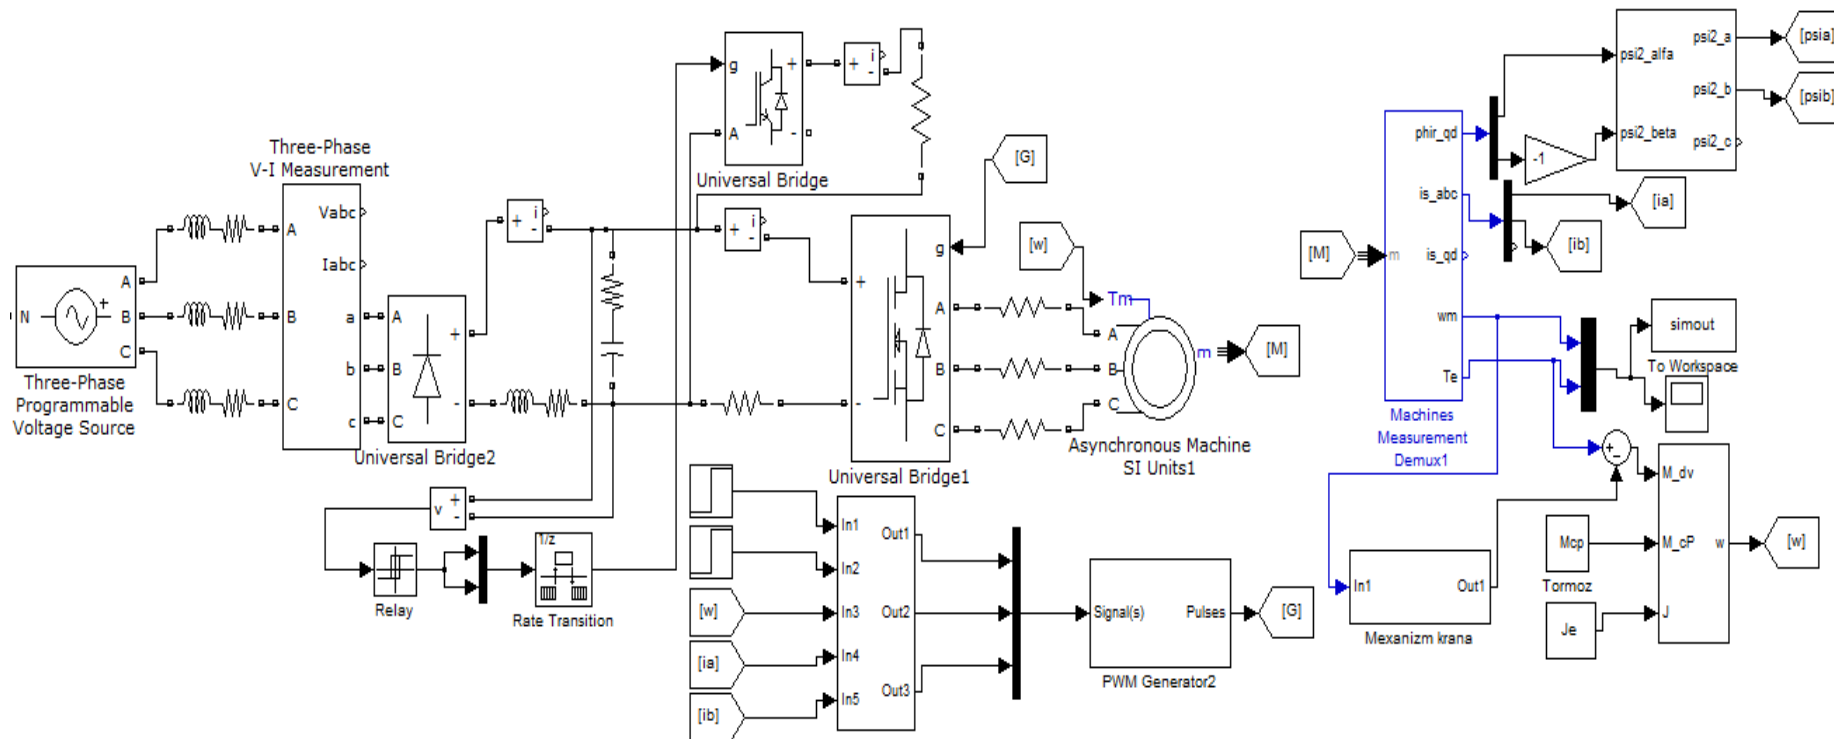 Three-Phase
V-I Measurement
Vabc
Iabc
A
B
C
a
b
c
N
A
B
C
+
Three-Phase
Programmable
Voltage Source
A
B
C
+
-
Universal Bridge2
+
-
i
g
A
+
-
Universal Bridge
+
-
i
+
-
i
[G]
g
+
-
A
B
C
Universal Bridge1
[w]
Tm
A
B
C
m
[M]
Asynchronous Machine
SI Units1
v
+
-
Relay
1/z
Rate Transition
[w]
[ia]
[ib]
In1
In2
In3
In4
In5
Out1
Out2
Out3
Signal(s)
Pulses
PWM Generator2
[G]
[M]
m
phir_qd
is_abc
is_qd
wm
Te
Machines
Measurement
Demux1
-1
psi2_alfa
psi2_beta
psi2_a
psi2_b
psi2_c
[psia]
[psib]
[ia]
[ib]
simout
To Workspace
+
-
In1
Out1
Mexanizm krana
Mcp
Tormoz
Je
M_dv
M_cP
J
w
[w]